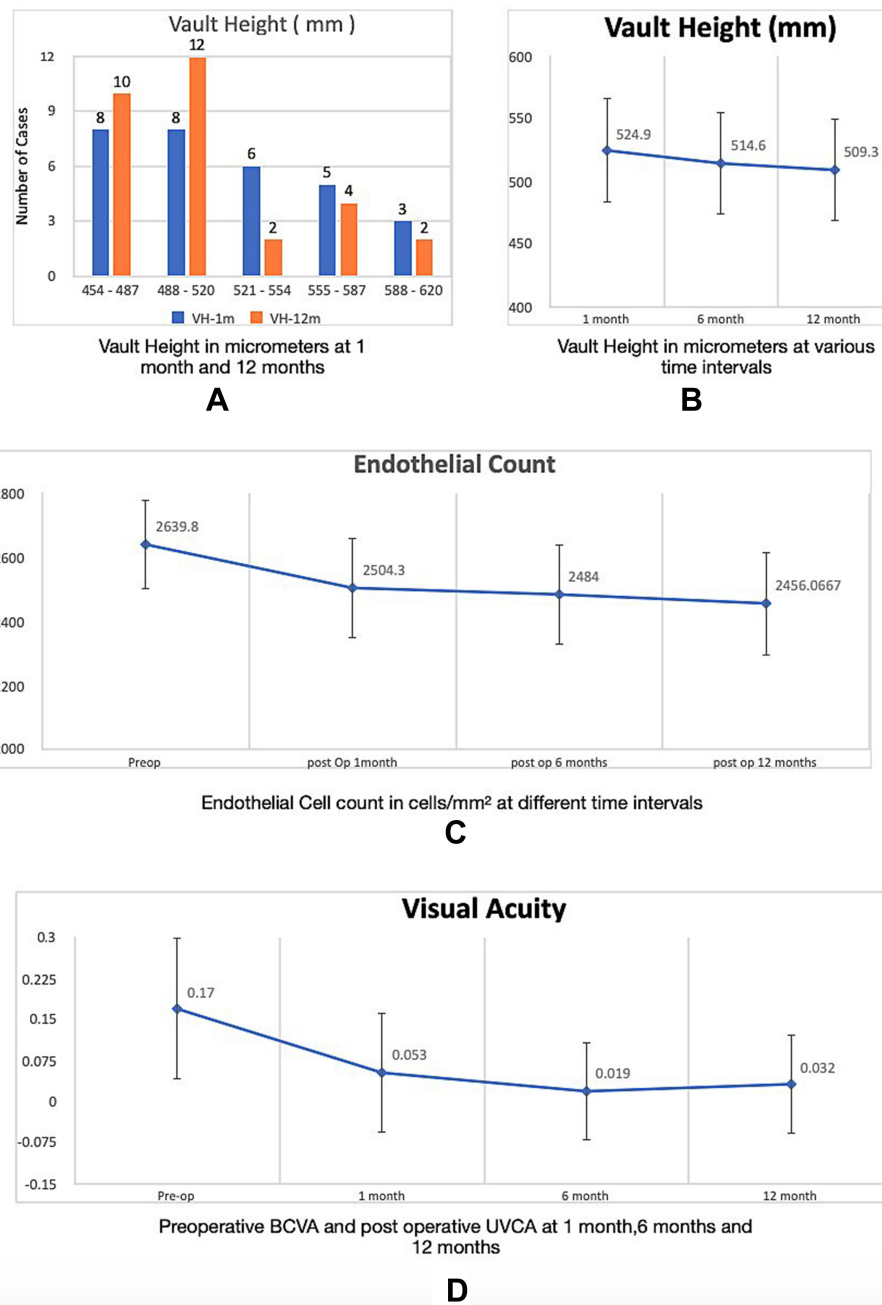 Vault Height ( mm )
12
9
6
3
0
Number of Cases
8
10
8
12
6
2
5
4
3
2
454 - 487
488 - 520
521 - 554
555 - 587
588 - 620
VH-1m
VH-12m
Vault Height in micrometers at 1
month and 12 months
A
Vault Height (mm)
600
550
500
450
400
524.9
514.6
509.3
1 month
6 month
12 month
Vault Height in micrometers at various
time intervals
B
Endothelial Count
800
600
400
200
000
2639.8
2504.3
2484
2456.0667
Preop
post Op 1month
post op 6 months
post op 12 months
Endothelial Cell count in cells/mm² at different time intervals
C
Visual Acuity
0.3
0.225
0.15
0.075
0
-0.075
-0.15
0.17
0.053
0.019
0.032
Pre-op
1 month
6 month
12 month
Preoperative BCVA and post operative UVCA at 1 month,6 months and
12 months
D